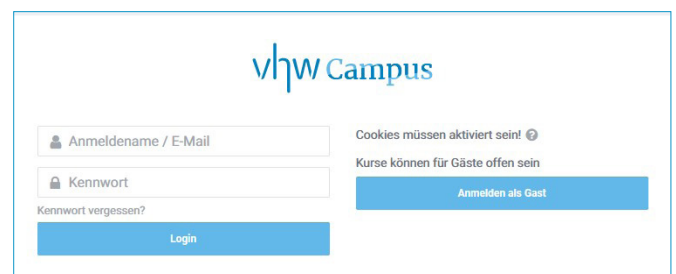 vhw Campus
Anmeldename / E-Mail
Kennwort
Kennwort vergessen?
Login
Cookies müssen aktiviert sein!
Kurse können für Gäste offen sein
Anmelden als Gast